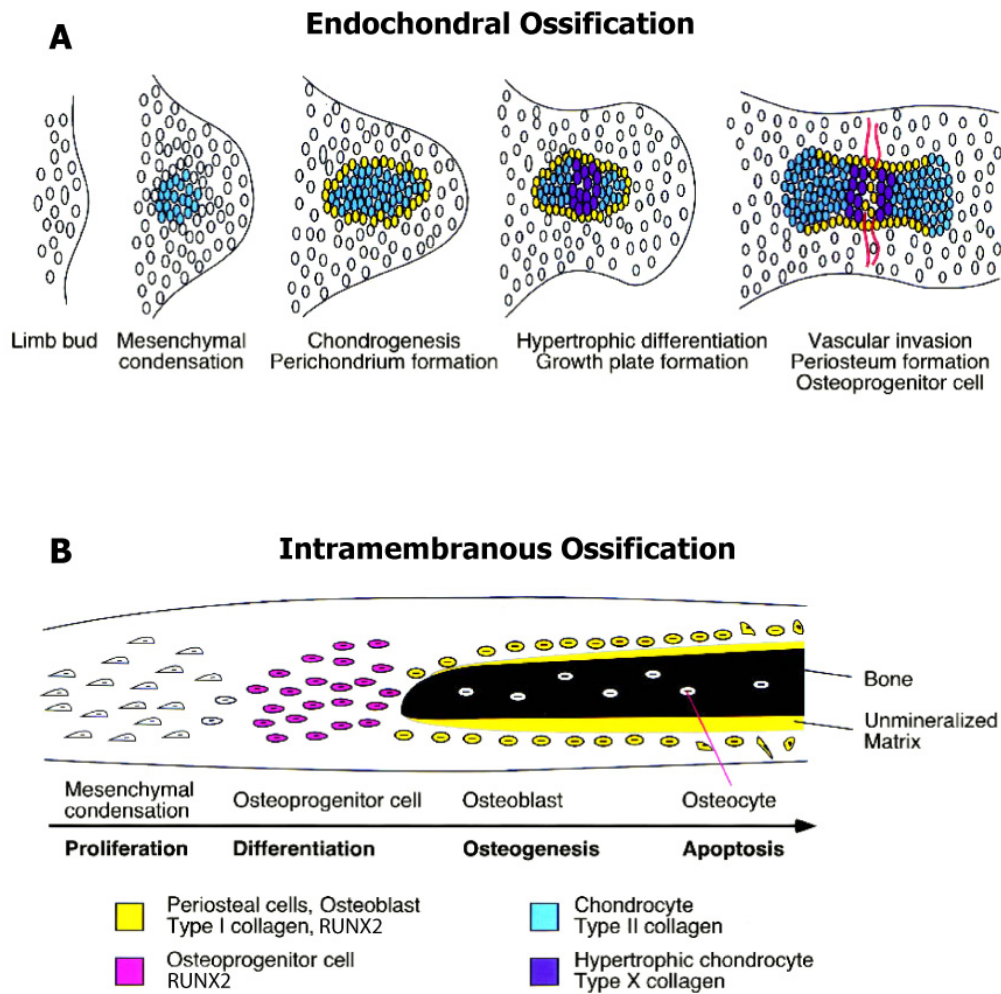 A
Endochondral Ossification
Limb bud
Mesenchymal
condensation
Chondrogenesis
Perichondrium formation
Hypertrophic differentiation
Growth plate formation
Vascular invasion
Periosteum formation
Osteoprogenitor cell
B
Intramembranous Ossification
Bone
Unmineralized
Matrix
Mesenchymal
condensation
Osteoprogenitor cell
Osteoblast
Osteocyte
Proliferation
Differentiation
Osteogenesis
Apoptosis
Periosteal cells, Osteoblast
Type I collagen, RUNX2
Chondrocyte
Type II collagen
Osteoprogenitor cell
RUNX2
Hypertrophic chondrocyte
Type X collagen